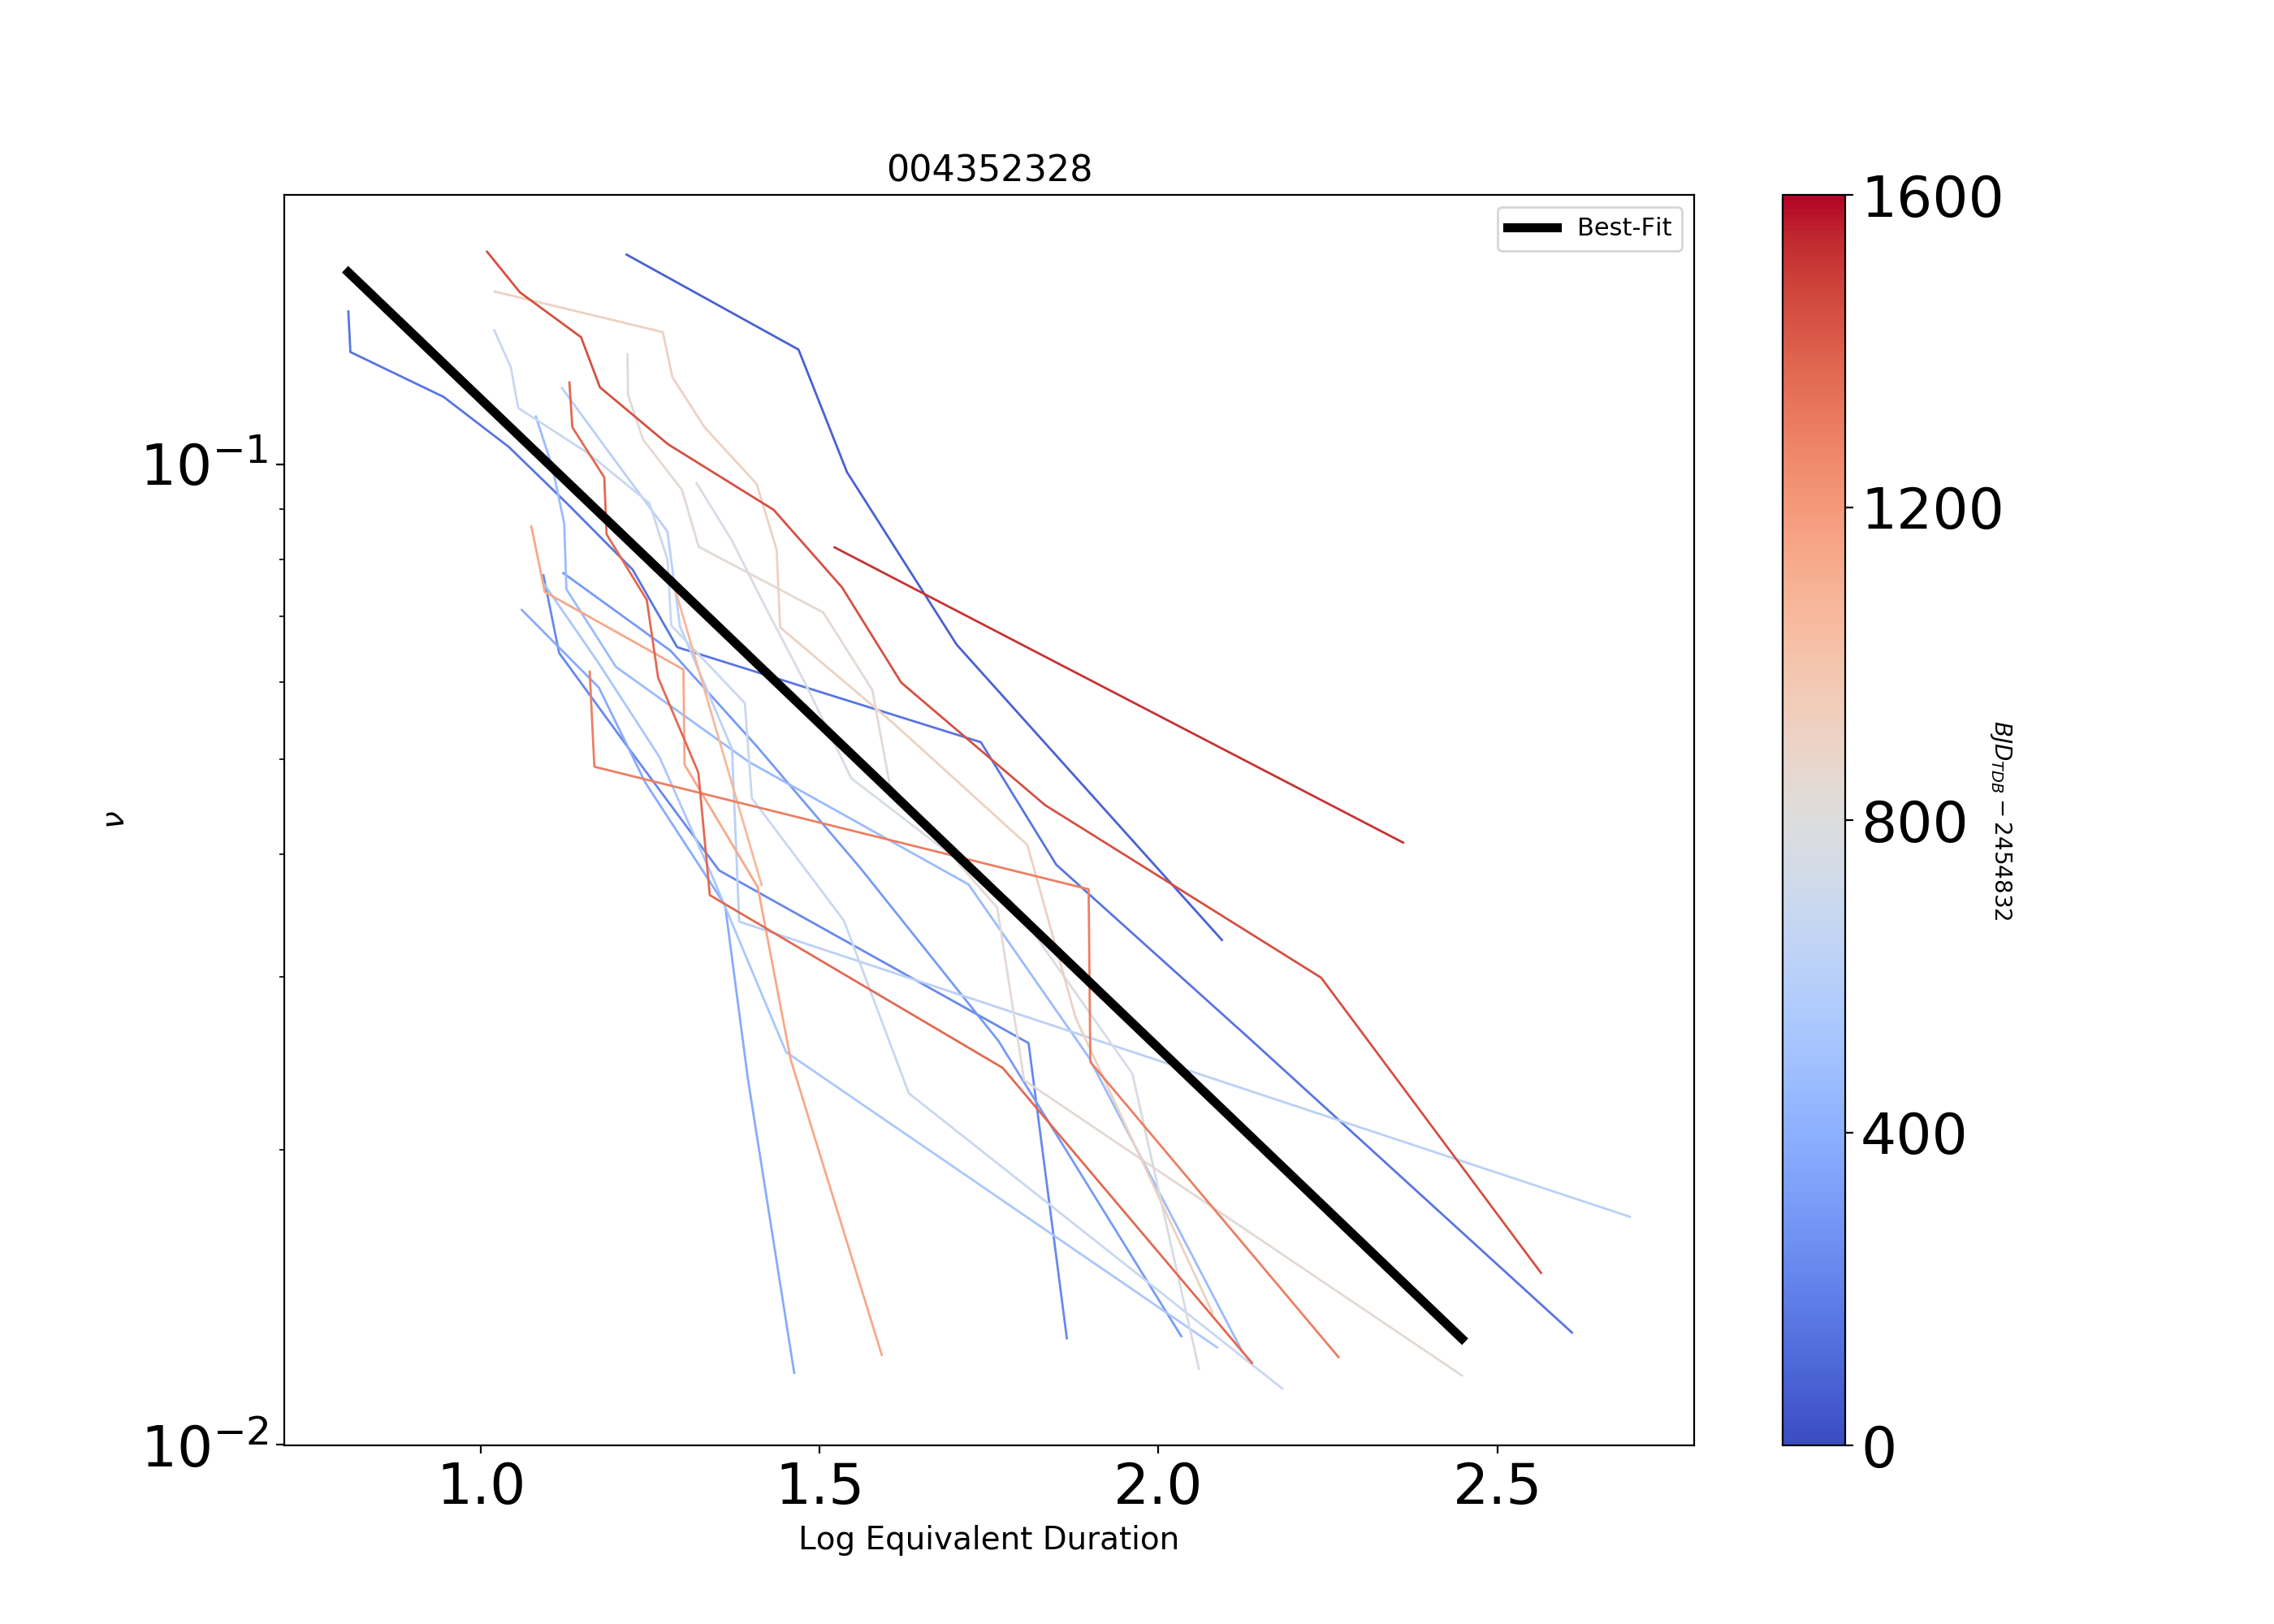 004352328
Best-Fit
10⁻¹
10⁻²
ν
1.0 1.5 2.0 2.5
Log Equivalent Duration
1600
1200
800
400
0
BJD_TDB − 2454832